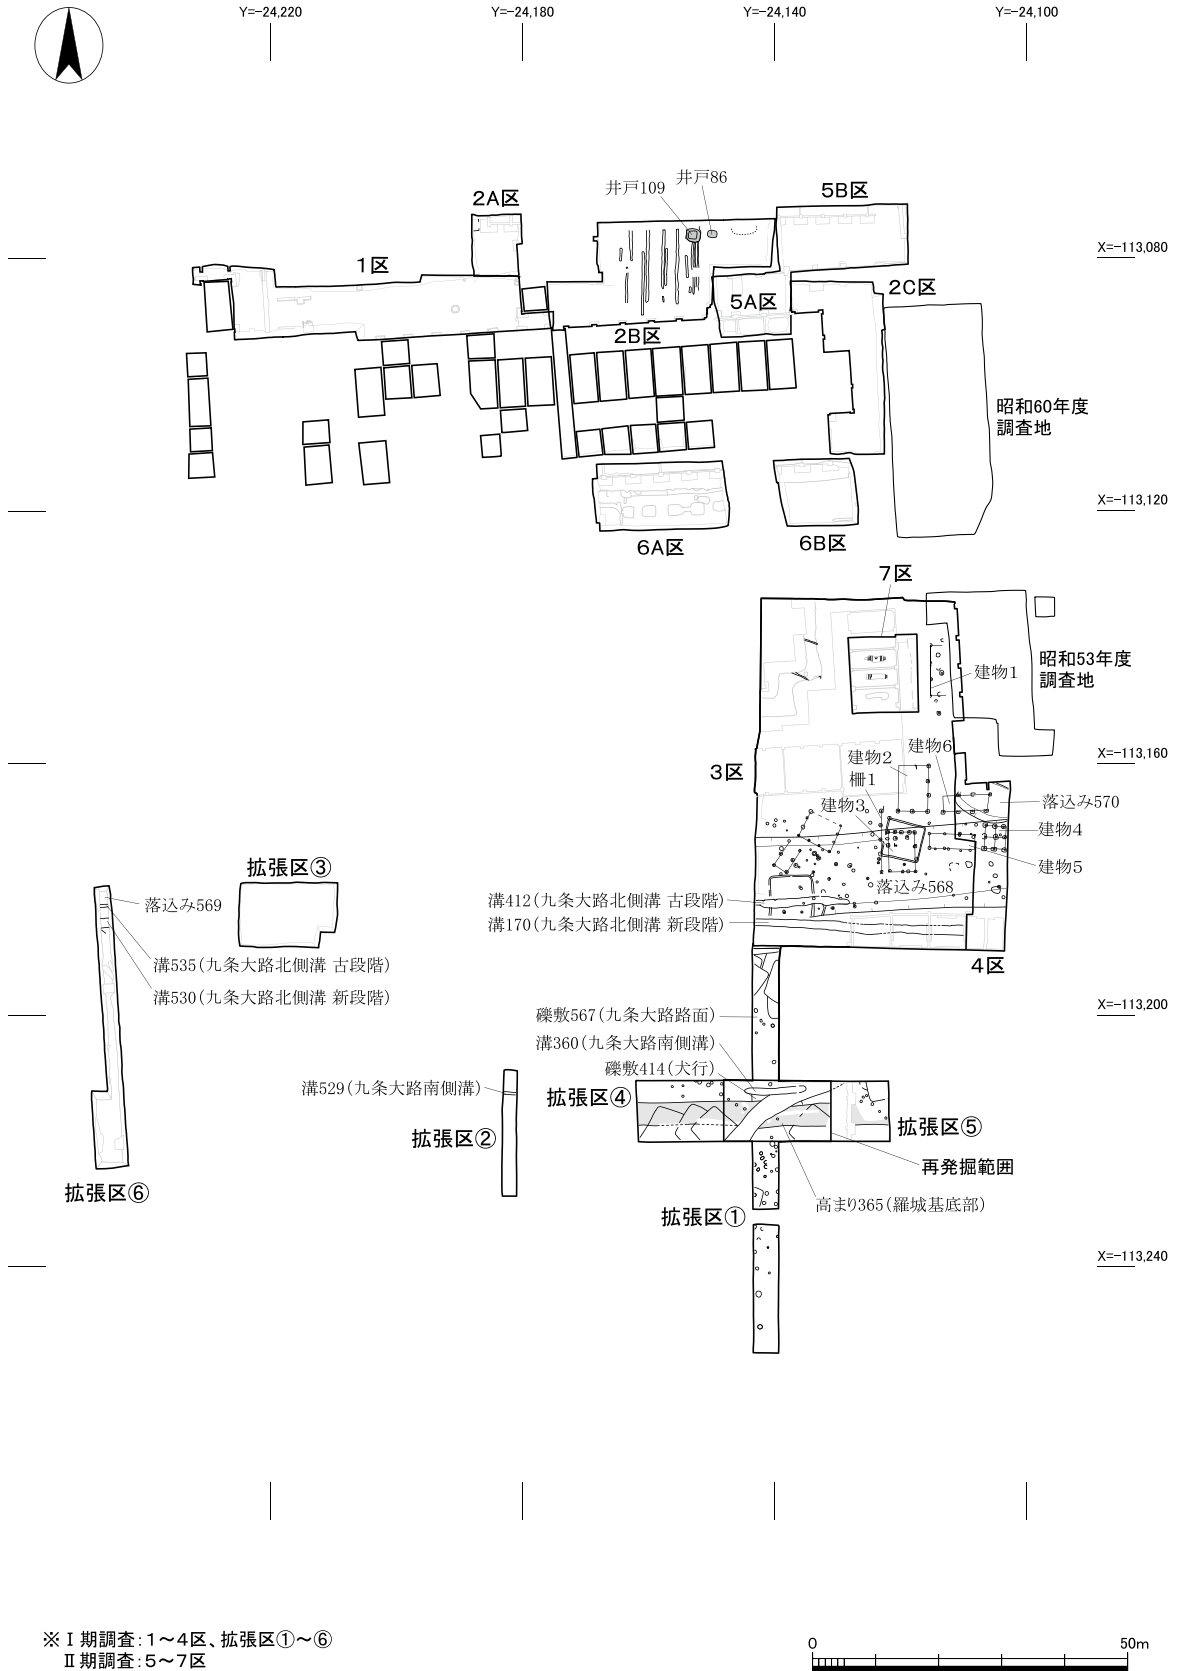 Y=-24,220
Y=-24,180
Y=-24,140
Y=-24,100
井戸109
井戸86
2A区
5B区
X=-113,080
1区
5A区
2C区
2B区
昭和60年度
調査地
X=-113,120
6A区
6B区
7区
昭和53年度
調査地
建物1
建物6
X=-113,160
建物2
3区
柵1
落込み570
建物3
建物4
拡張区③
建物5
落込み568
落込み569
溝412(九条大路北側溝 古段階)
溝170(九条大路北側溝 新段階)
溝535(九条大路北側溝 古段階)
4区
溝530(九条大路北側溝 新段階)
X=-113,200
礫敷567(九条大路路面)
溝360(九条大路南側溝)
礫敷414(犬行)
溝529(九条大路南側溝)
拡張区④
拡張区⑤
拡張区②
再発掘範囲
拡張区⑥
高まり365(羅城基底部)
拡張区①
X=-113,240
※Ⅰ期調査:1~4区、拡張区①~⑥
Ⅱ期調査:5~7区
0
50m